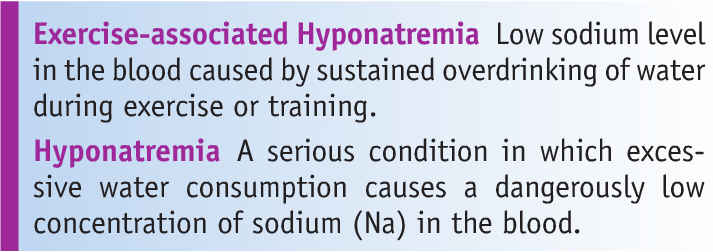 Exercise-associated Hyponatremia Low sodium level
in the blood caused by sustained overdrinking of water
during exercise or training.
Hyponatremia A serious condition in which exces-
sive water consumption causes a dangerously low
concentration of sodium (Na) in the blood.